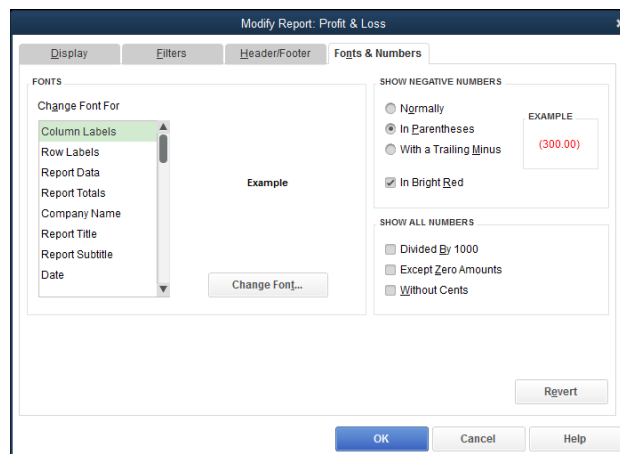 Modify Report: Profit & Loss
Display
Filters
Header/Footer
Fonts & Numbers
FONTS
Change Font For
Column Labels
Row Labels
Report Data
Report Totals
Company Name
Report Title
Report Subtitle
Date
Example
Change Font...
SHOW NEGATIVE NUMBERS
Normally
In Parentheses
With a Trailing Minus
In Bright Red
EXAMPLE
(300.00)
SHOW ALL NUMBERS
Divided By 1000
Except Zero Amounts
Without Cents
Revert
OK
Cancel
Help